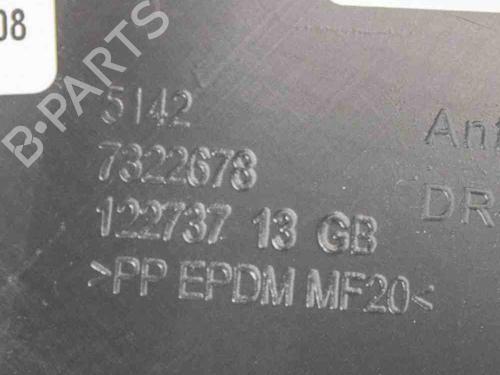 08
5142
7322678
122737 13 GB
>PP EPDM MF20<
Ant
DR
B-PARTS